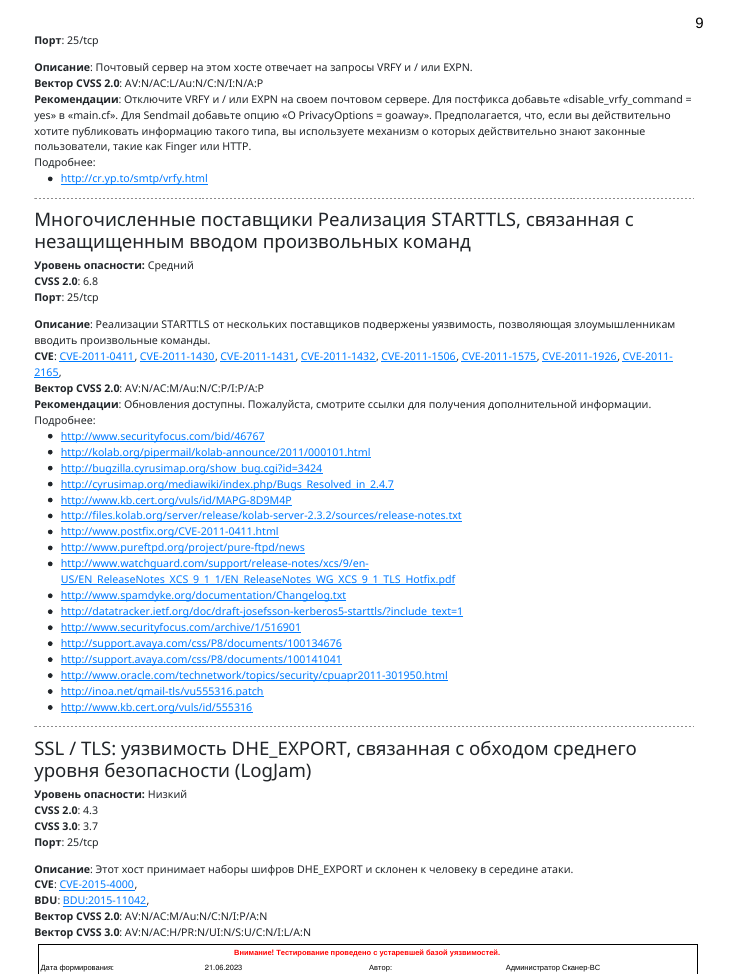 9
Порт: 25/tcp
Описание: Почтовый сервер на этом хосте отвечает на запросы VRFY и / или EXPN.
Вектор CVSS 2.0: AV:N/AC:L/Au:N/C:N/I:N/A:P
Рекомендации: Отключите VRFY и / или EXPN на своем почтовом сервере. Для постфикса добавьте «disable_vrfy_command =
yes» в «main.cf». Для Sendmail добавьте опцию «O PrivacyOptions = goaway». Предполагается, что, если вы действительно
хотите публиковать информацию такого типа, вы используете механизм о которых действительно знают законные
пользователи, такие как Finger или HTTP.
Подробнее:
• http://cr.yp.to/smtp/vrfy.html
Многочисленные поставщики Реализация STARTTLS, связанная с
незащищенным вводом произвольных команд
Уровень опасности: Средний
CVSS 2.0: 6.8
Порт: 25/tcp
Описание: Реализации STARTTLS от нескольких поставщиков подвержены уязвимость, позволяющая злоумышленникам
вводить произвольные команды.
CVE: CVE-2011-0411, CVE-2011-1430, CVE-2011-1431, CVE-2011-1432, CVE-2011-1506, CVE-2011-1575, CVE-2011-1926, CVE-2011-
2165,
Вектор CVSS 2.0: AV:N/AC:M/Au:N/C:P/I:P/A:P
Рекомендации: Обновления доступны. Пожалуйста, смотрите ссылки для получения дополнительной информации.
Подробнее:
• http://www.securityfocus.com/bid/46767
• http://kolab.org/pipermail/kolab-announce/2011/000101.html
• http://bugzilla.cyrusimap.org/show_bug.cgi?id=3424
• http://cyrusimap.org/mediawiki/index.php/Bugs_Resolved_in_2.4.7
• http://www.kb.cert.org/vuls/id/MAPG-8D9M4P
• http://files.kolab.org/server/release/kolab-server-2.3.2/sources/release-notes.txt
• http://www.postfix.org/CVE-2011-0411.html
• http://www.pureftpd.org/project/pure-ftpd/news
• http://www.watchguard.com/support/release-notes/xcs/9/en-
US/EN_ReleaseNotes_XCS_9_1_1/EN_ReleaseNotes_WG_XCS_9_1_TLS_Hotfix.pdf
• http://www.spamdyke.org/documentation/Changelog.txt
• http://datatracker.ietf.org/doc/draft-josefsson-kerberos5-starttls/?include_text=1
• http://www.securityfocus.com/archive/1/516901
• http://support.avaya.com/css/P8/documents/100134676
• http://support.avaya.com/css/P8/documents/100141041
• http://www.oracle.com/technetwork/topics/security/cpuapr2011-301950.html
• http://inoa.net/qmail-tls/vu555316.patch
• http://www.kb.cert.org/vuls/id/555316
SSL / TLS: уязвимость DHE_EXPORT, связанная с обходом среднего
уровня безопасности (LogJam)
Уровень опасности: Низкий
CVSS 2.0: 4.3
CVSS 3.0: 3.7
Порт: 25/tcp
Описание: Этот хост принимает наборы шифров DHE_EXPORT и склонен к человеку в середине атаки.
CVE: CVE-2015-4000,
BDU: BDU:2015-11042,
Вектор CVSS 2.0: AV:N/AC:M/Au:N/C:N/I:P/A:N
Вектор CVSS 3.0: AV:N/AC:H/PR:N/UI:N/S:U/C:N/I:L/A:N
Внимание! Тестирование проведено с устаревшей базой уязвимостей.
Дата формирования: 21.06.2023 Автор: Администратор Сканер-ВС